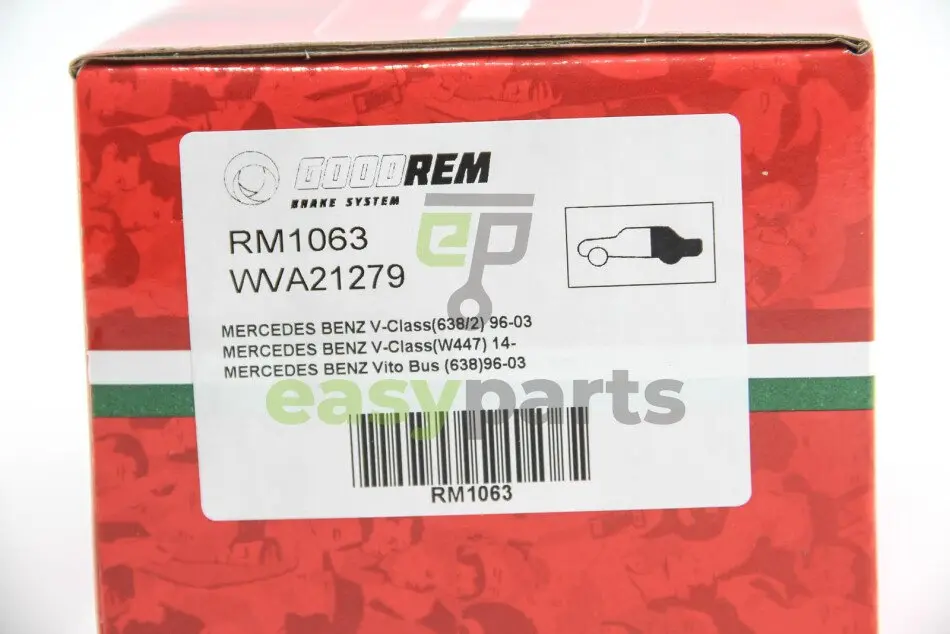 GOODREM
BRAKE SYSTEM
RM1063
WVA21279
MERCEDES BENZ V-Class(638/2) 96-03
MERCEDES BENZ V-Class(W447) 14-
MERCEDES BENZ Vito Bus (638)96-03
RM1063
ep
easyparts